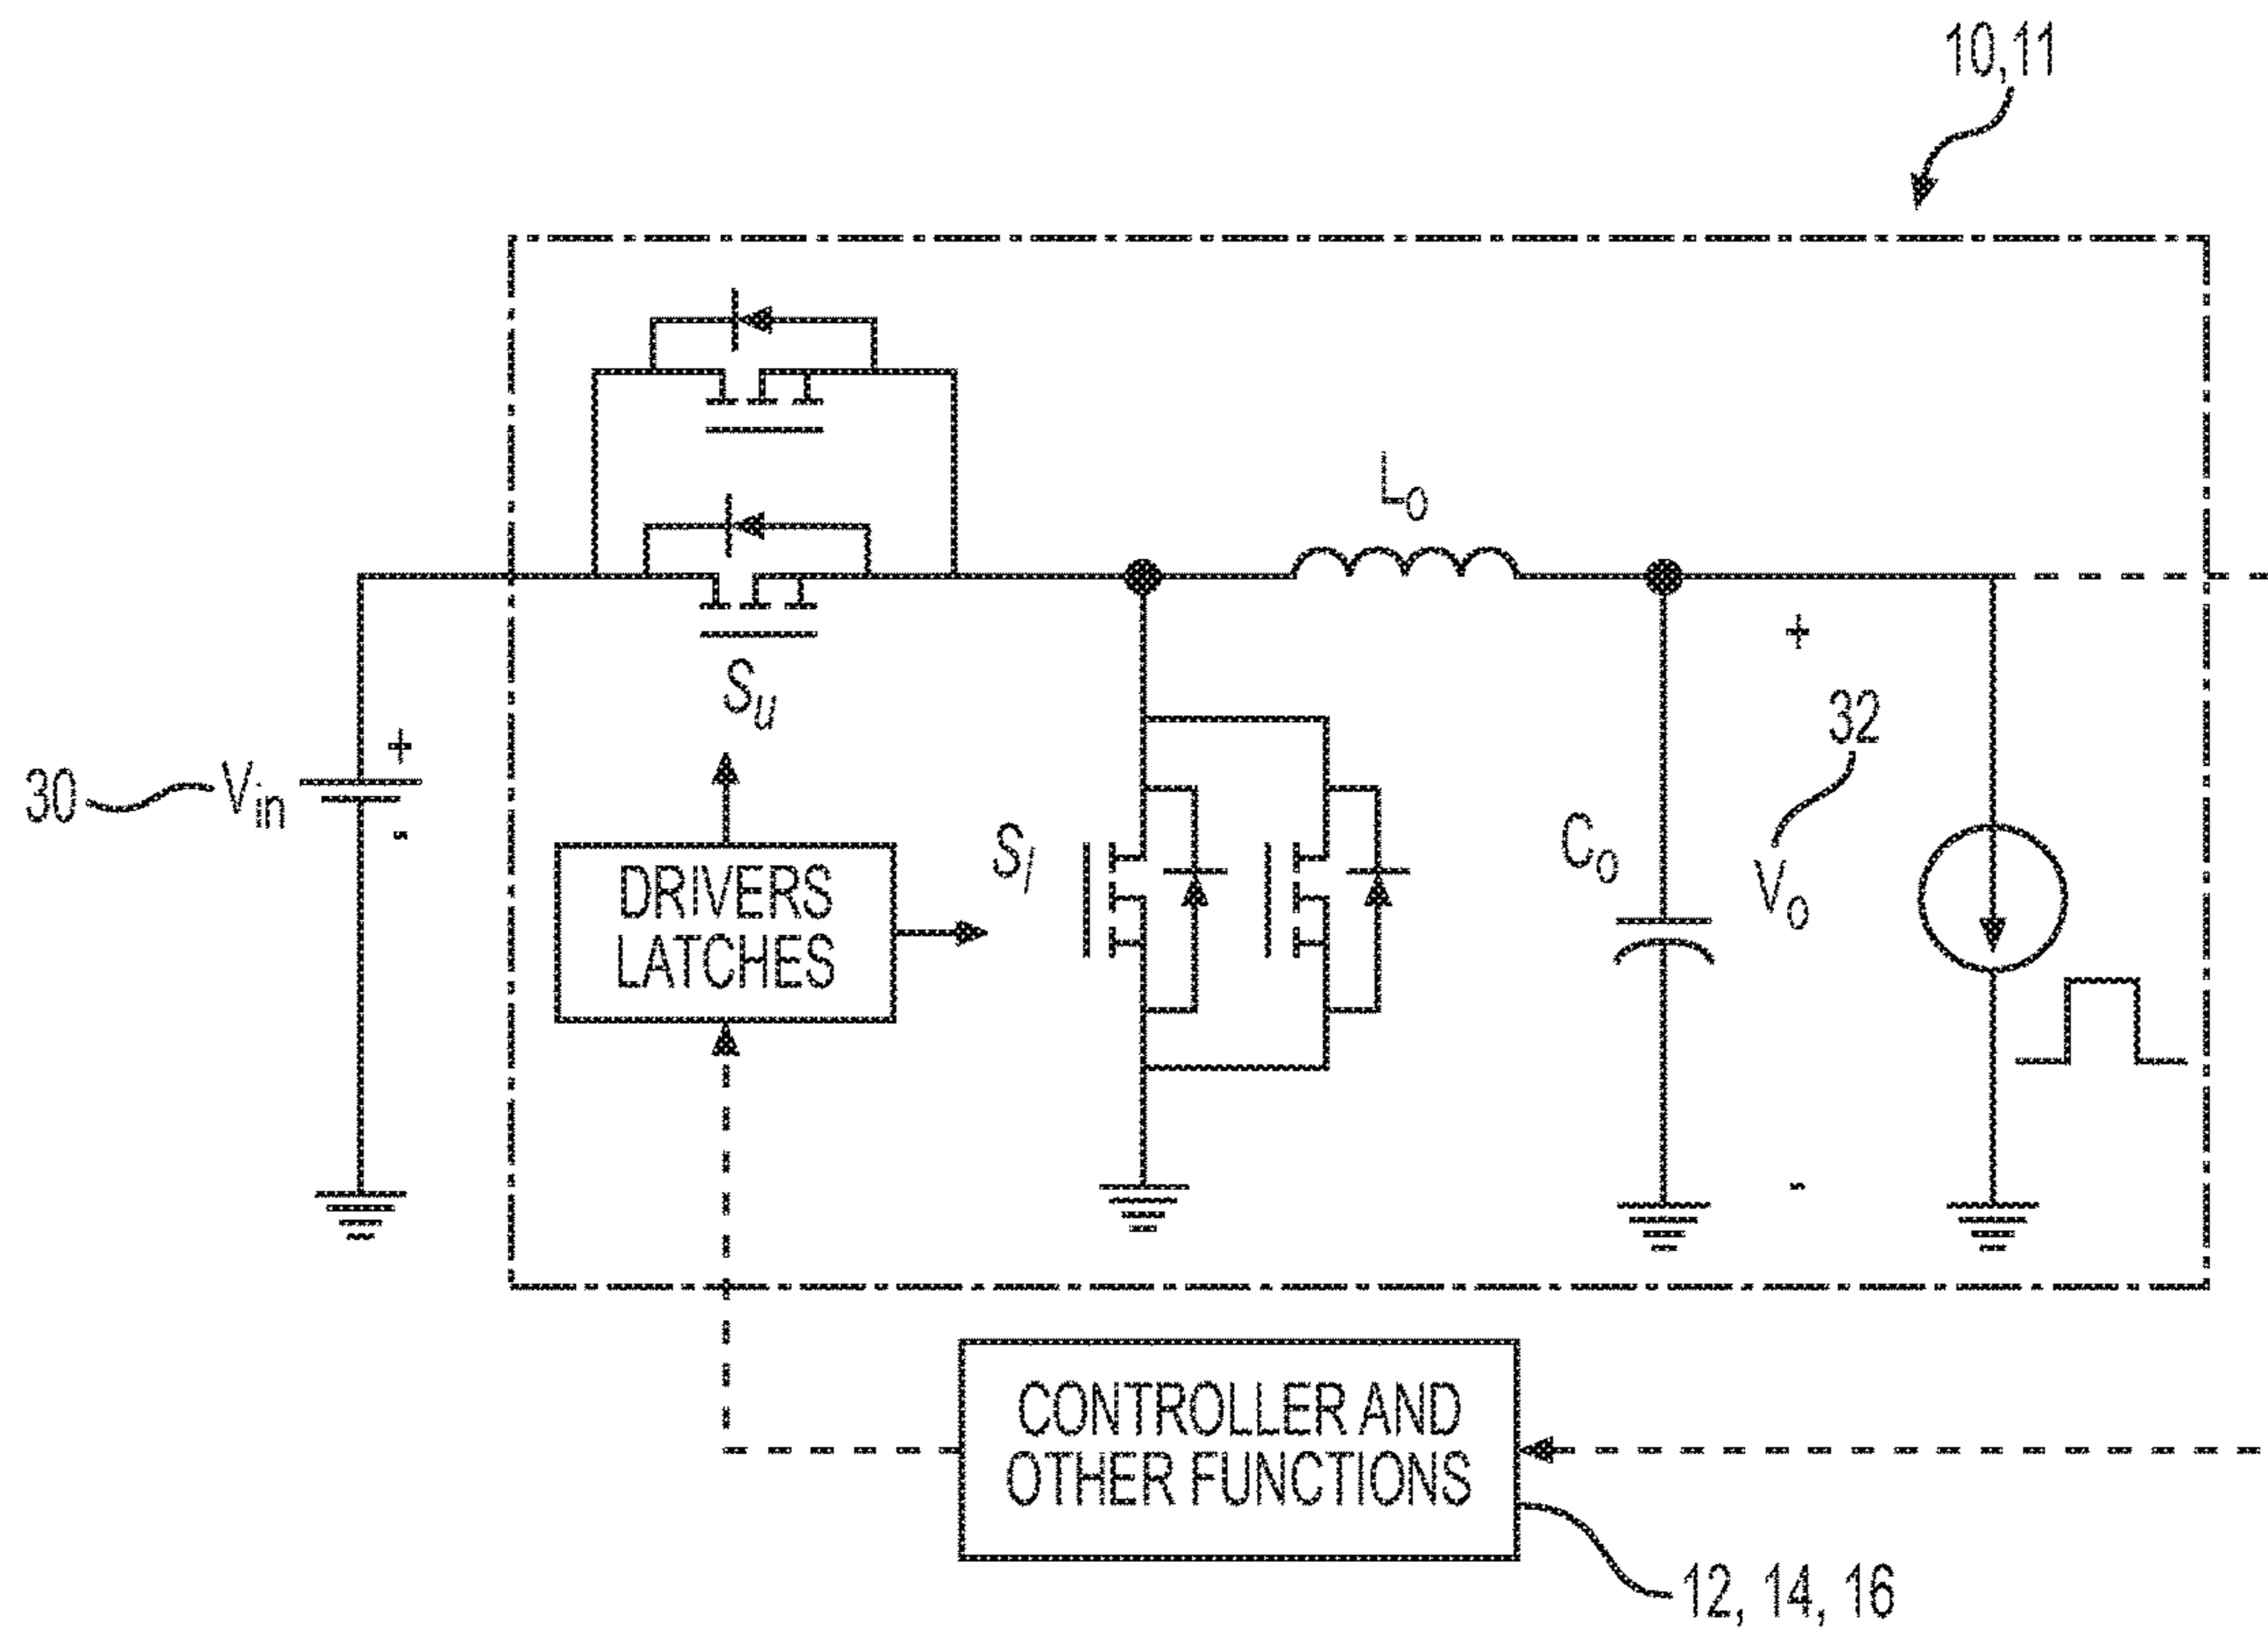 10,11
Lo
Su
+
+
32
30
Vin
-
Sl
Co
Vo
DRIVERS
LATCHES
-
CONTROLLER AND
OTHER FUNCTIONS
12, 14, 16